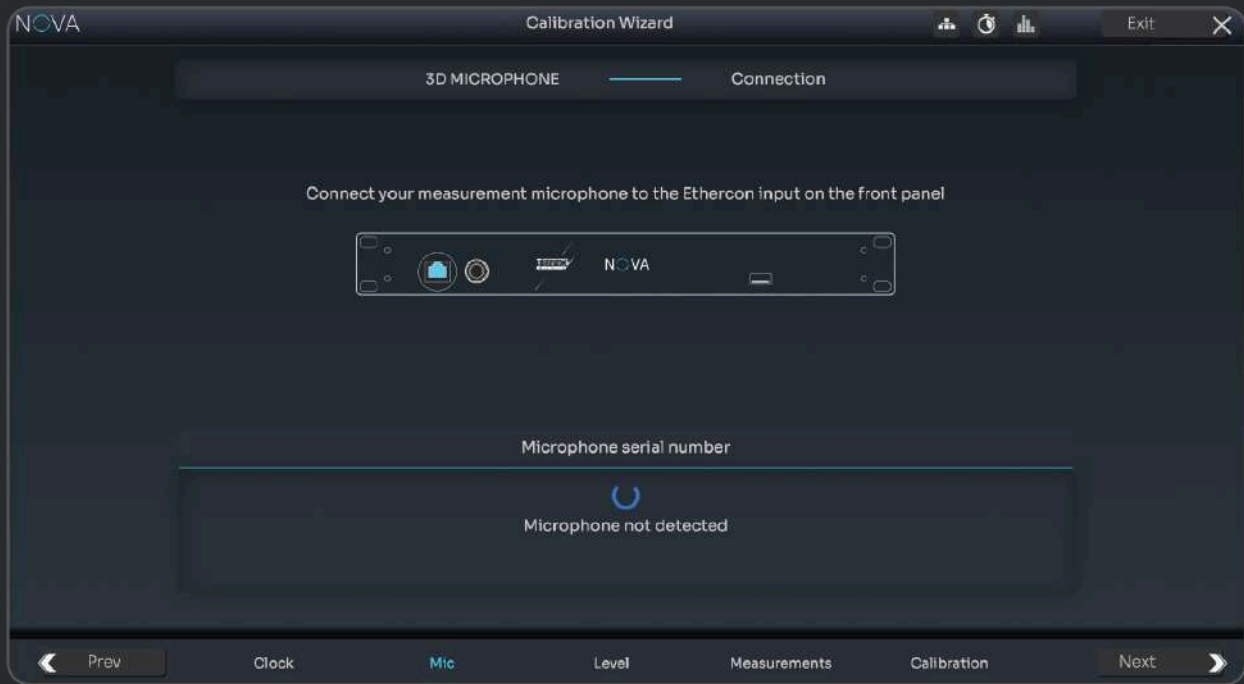 NOVA
Calibration Wizard
Exit
3D MICROPHONE
Connection
Connect your measurement microphone to the Ethercon input on the front panel
NOVA
Microphone serial number
Microphone not detected
Prev
Clock
Mic
Level
Measurements
Calibration
Next